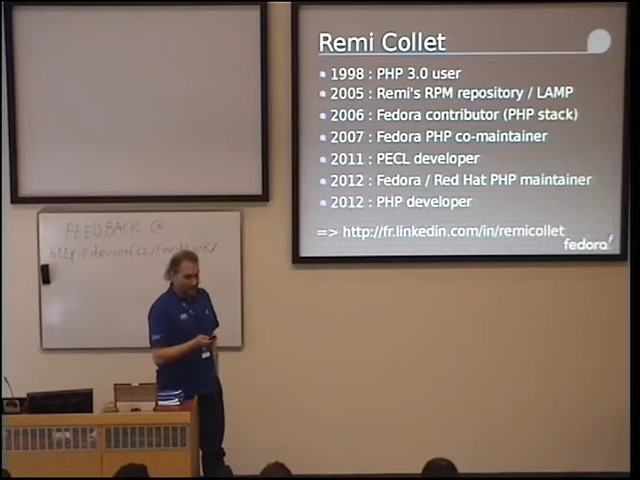 Remi Collet
1998 : PHP 3.0 user
2005 : Remi's RPM repository / LAMP
2006 : Fedora contributor (PHP stack)
2007 : Fedora PHP co-maintainer
2011 : PECL developer
2012 : Fedora / Red Hat PHP maintainer
2012 : PHP developer
=> http://fr.linkedin.com/in/remicollet
fedora
FEEDBACK @